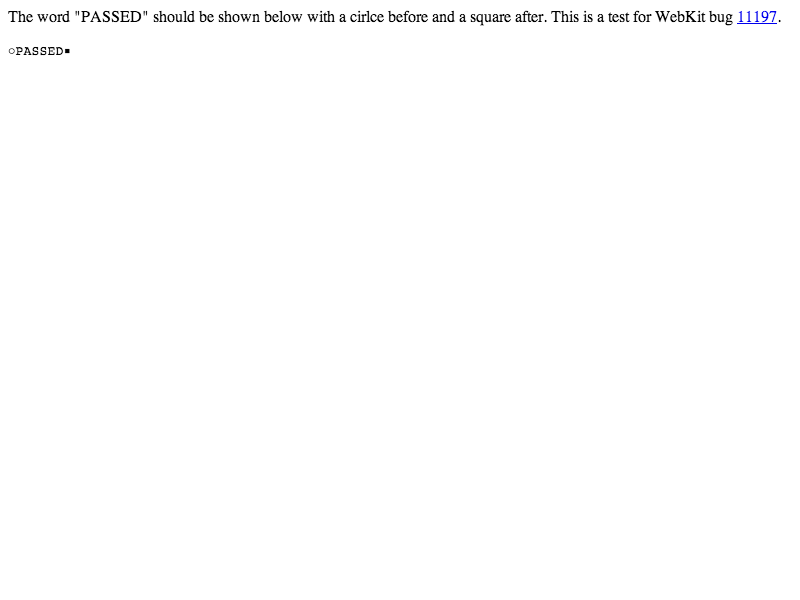 The word "PASSED" should be shown below with a cirlce before and a square after. This is a test for WebKit bug 11197.
○PASSED▪